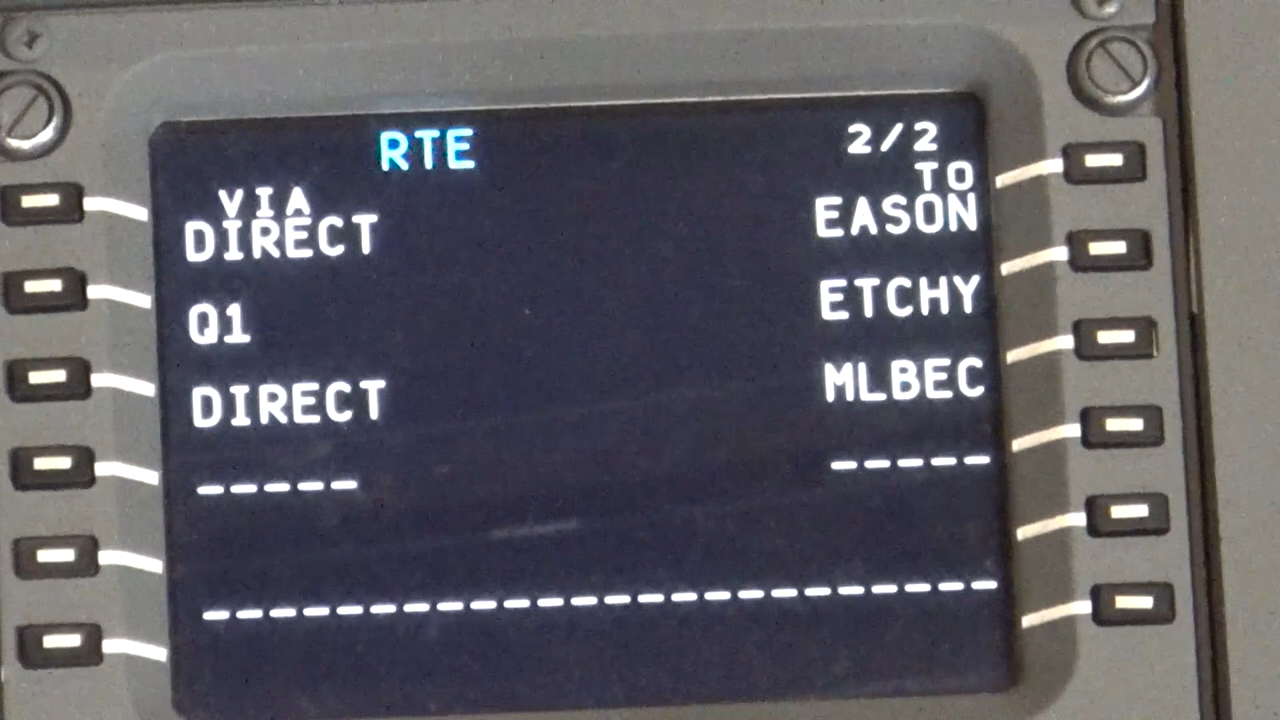 RTE 2/2
VIA TO
DIRECT EASON
Q1 ETCHY
DIRECT MLBEC
----- -----
------------------------